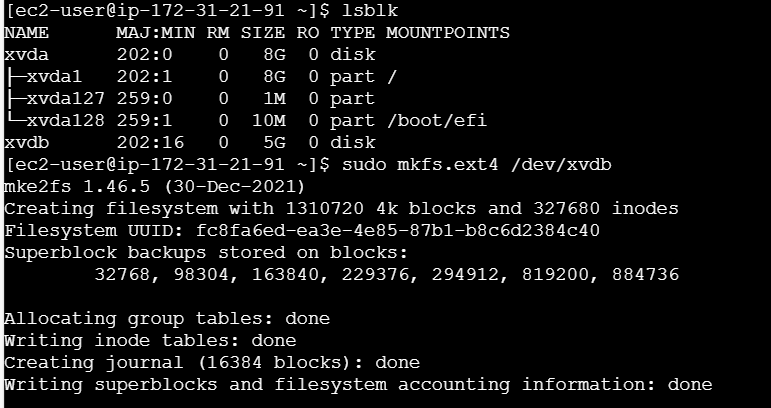 [ec2-user@ip-172-31-21-91 ~]$ lsblk
NAME      MAJ:MIN RM SIZE RO TYPE MOUNTPOINTS
xvda      202:0    0   8G  0 disk
├─xvda1   202:1    0   8G  0 part /
├─xvda127 259:0    0   1M  0 part
└─xvda128 259:1    0  10M  0 part /boot/efi
xvdb      202:16   0   5G  0 disk
[ec2-user@ip-172-31-21-91 ~]$ sudo mkfs.ext4 /dev/xvdb
mke2fs 1.46.5 (30-Dec-2021)
Creating filesystem with 1310720 4k blocks and 327680 inodes
Filesystem UUID: fc8fa6ed-ea3e-4e85-87b1-b8c6d2384c40
Superblock backups stored on blocks:
        32768, 98304, 163840, 229376, 294912, 819200, 884736

Allocating group tables: done
Writing inode tables: done
Creating journal (16384 blocks): done
Writing superblocks and filesystem accounting information: done